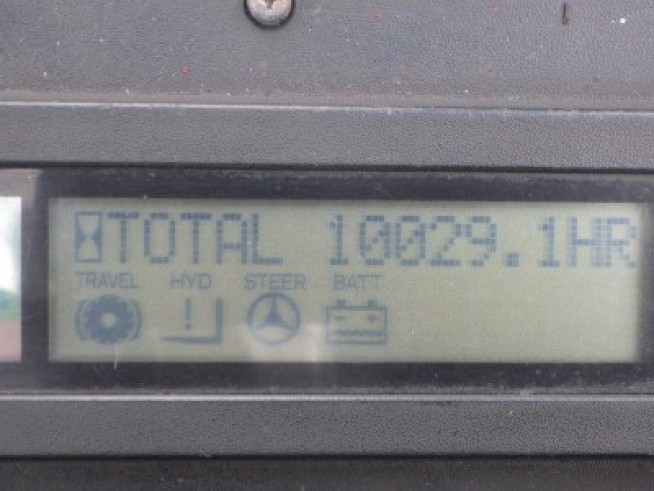 TOTAL 10029.1HR
TRAVEL HYD STEER BATT